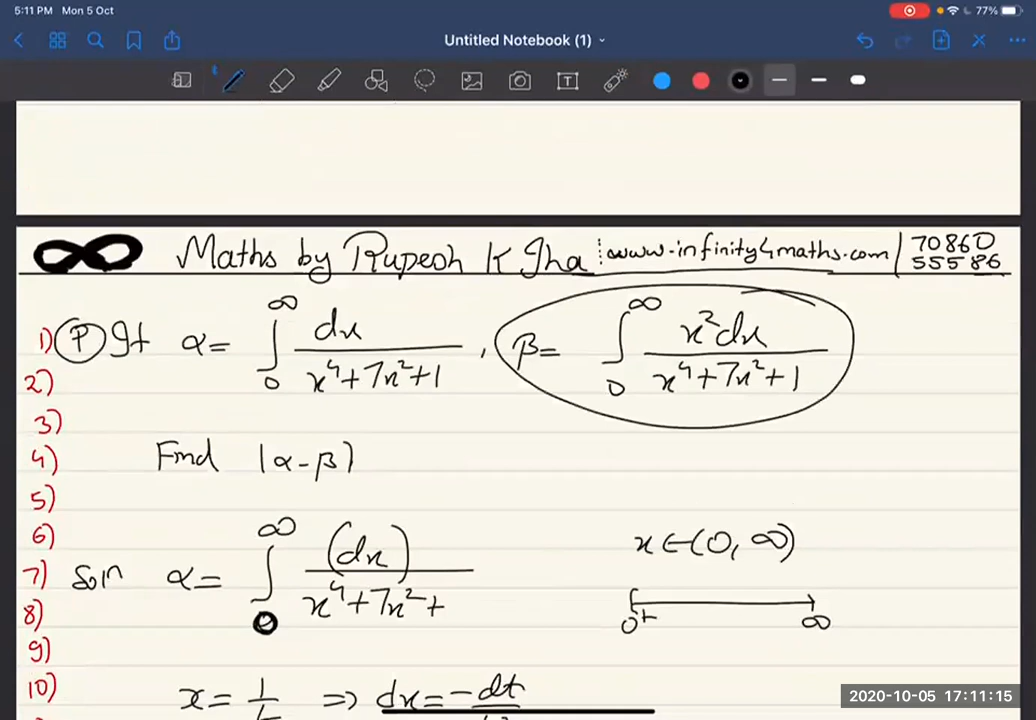 5:11 PM Mon 5 Oct 77%
Untitled Notebook (1)
∞ Maths by Rupesh K Jha www.infinity4maths.com 70860 55586
1) (P) If α = ∫₀^∞ dx / (x⁴+7x²+1) , β = ∫₀^∞ x²dx / (x⁴+7x²+1)
2)
3)
4) Find |α-β|
5)
6) x∈(0, ∞)
7) Soln α = ∫₀^∞ (dx) / (x⁴+7x²+
8) 0+ ∞
9)
10) x = 1/t ⇒ dx = -dt/t²
2020-10-05 17:11:15